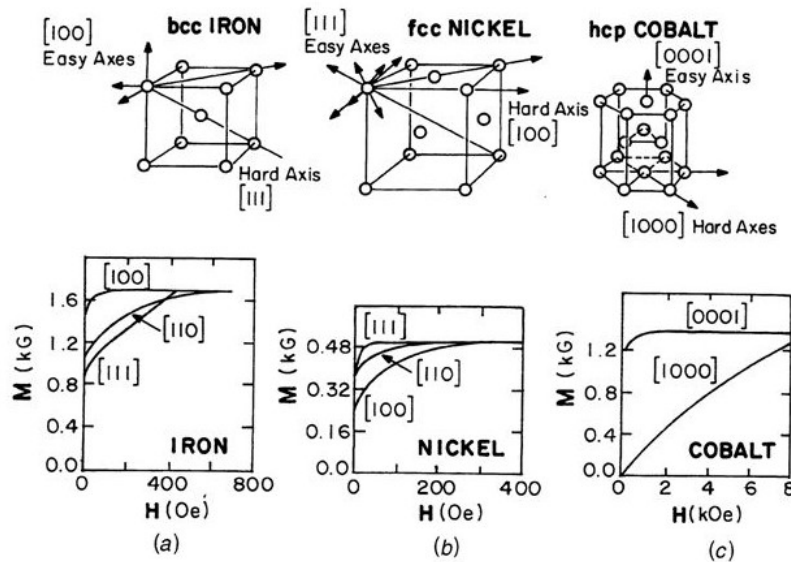 bcc IRON
[100]
Easy Axes
Hard Axis
[111]
fcc NICKEL
[111]
Easy Axes
Hard Axis
[100]
hcp COBALT
[0001]
Easy Axis
[1000] Hard Axes
[100]
[110]
[111]
IRON
M (kG)
1.6
1.2
0.8
0.4
0.0
0
400
800
H (Oe)
(a)
[111]
[110]
[100]
NICKEL
M (kG)
0.48
0.32
0.16
0.0
0
200
400
H (Oe)
(b)
[0001]
[1000]
COBALT
M (kG)
1.2
0.8
0.4
0
0
2
4
6
8
H (kOe)
(c)